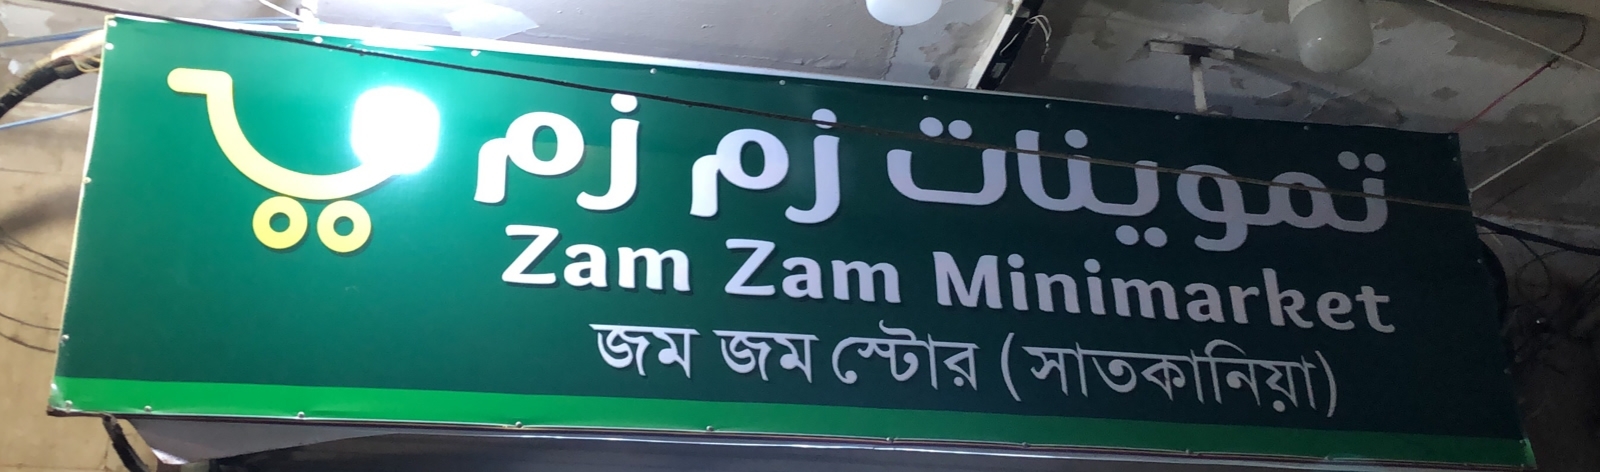 تموينات زم زم
Zam Zam Minimarket
জম জম স্টোর (সাতকানিয়া)